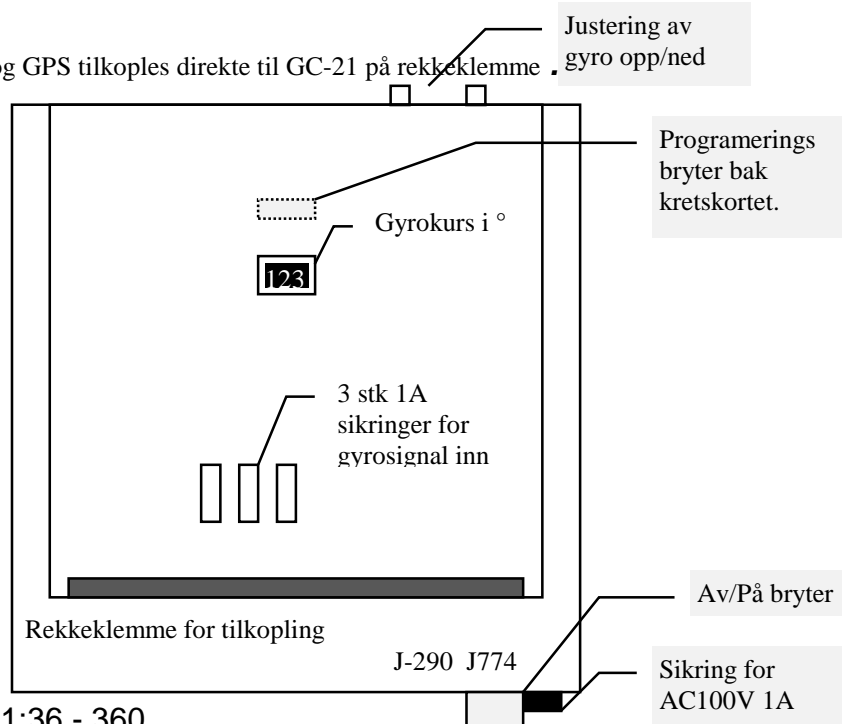 Justering av
gyro opp/ned
og GPS tilkoples direkte til GC-21 på rekkeklemme .
Programerings
bryter bak
kretskortet.
Gyrokurs i °
123
3 stk 1A
sikringer for
gyrosignal inn
Av/På bryter
Rekkeklemme for tilkopling
J-290 J774
Sikring for
AC100V 1A
1:36 - 360